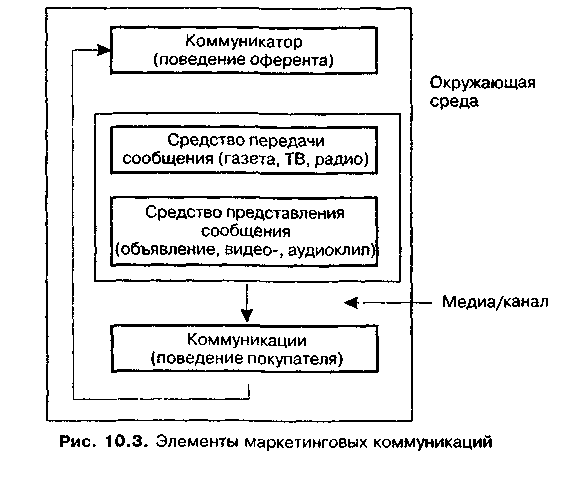 Коммуникатор
(поведение оферента)
Окружающая
среда
Средство передачи
сообщения (газета, ТВ, радио)
Средство представления
сообщения
(объявление, видео-, аудиоклип)
Медиа/канал
Коммуникации
(поведение покупателя)
Рис. 10.3. Элементы маркетинговых коммуникаций